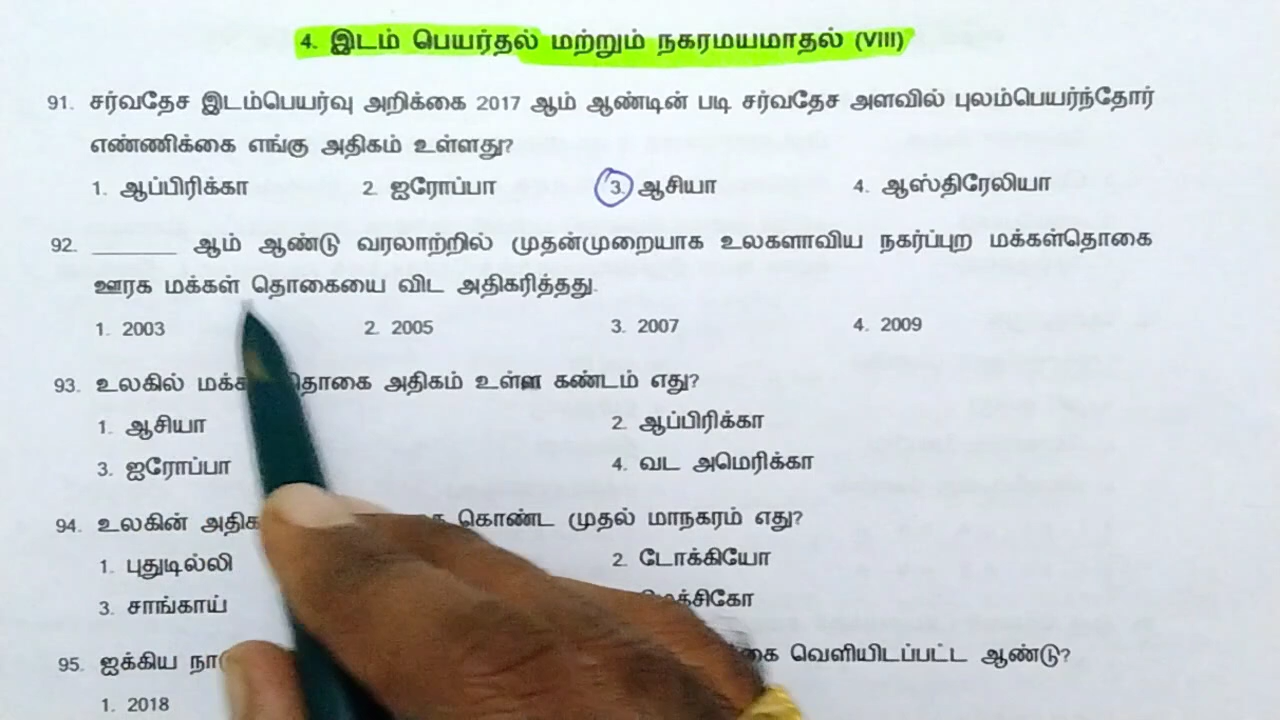 4. இடம் பெயர்தல் மற்றும் நகரமயமாதல் (VIII)
91. சர்வதேச இடம்பெயர்வு அறிக்கை 2017 ஆம் ஆண்டின் படி சர்வதேச அளவில் புலம்பெயர்ந்தோர்
எண்ணிக்கை எங்கு அதிகம் உள்ளது?
1. ஆப்பிரிக்கா 2. ஐரோப்பா 3. ஆசியா 4. ஆஸ்திரேலியா
92. ________ ஆம் ஆண்டு வரலாற்றில் முதன்முறையாக உலகளாவிய நகர்ப்புற மக்கள்தொகை
ஊரக மக்கள் தொகையை விட அதிகரித்தது.
1. 2003 2. 2005 3. 2007 4. 2009
93. உலகில் தொகை அதிகம் உள்ள கண்டம் எது?
1. ஆசியா 2. ஆப்பிரிக்கா
3. ஐரோப்பா 4. வட அமெரிக்கா
94. உலகின் கொண்ட முதல் மாநகரம் எது?
1. புதுடில்லி 2. டோக்கியோ
3. சாங்காய்
95. ஐக்கிய வெளியிடப்பட்ட ஆண்டு?
1. 2018